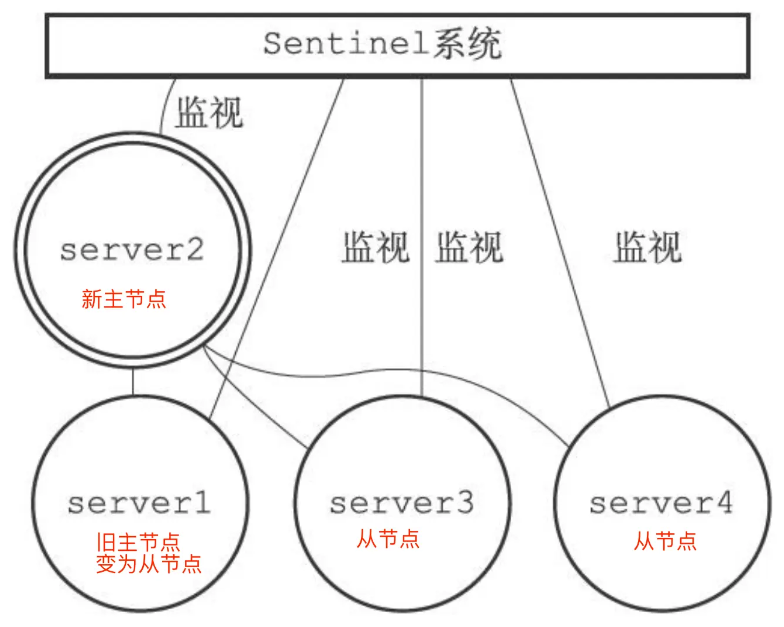 Sentinel系统
监视
server2
新主节点
监视
监视
监视
server1
旧主节点
变为从节点
server3
从节点
server4
从节点